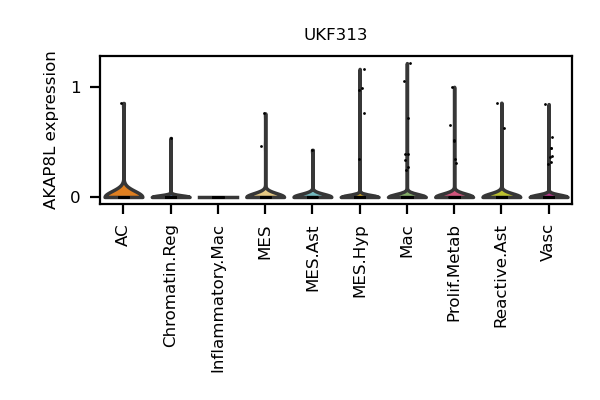 UKF313
AKAP8L expression
1
0
AC
Chromatin.Reg
Inflammatory.Mac
MES
MES.Ast
MES.Hyp
Mac
Prolif.Metab
Reactive.Ast
Vasc